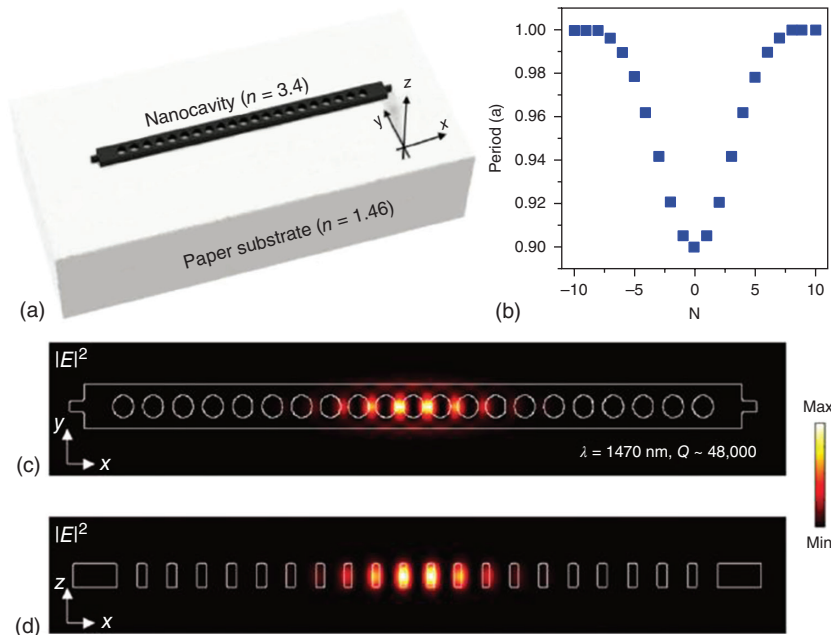 Nanocavity (n = 3.4)
z
y
x
Paper substrate (n = 1.46)
(a)
Period (a)
1.00
0.98
0.96
0.94
0.92
0.90
−10
−5
0
5
10
N
(b)
|E|²
y
x
λ = 1470 nm, Q ~ 48,000
(c)
Max
Min
|E|²
z
x
(d)